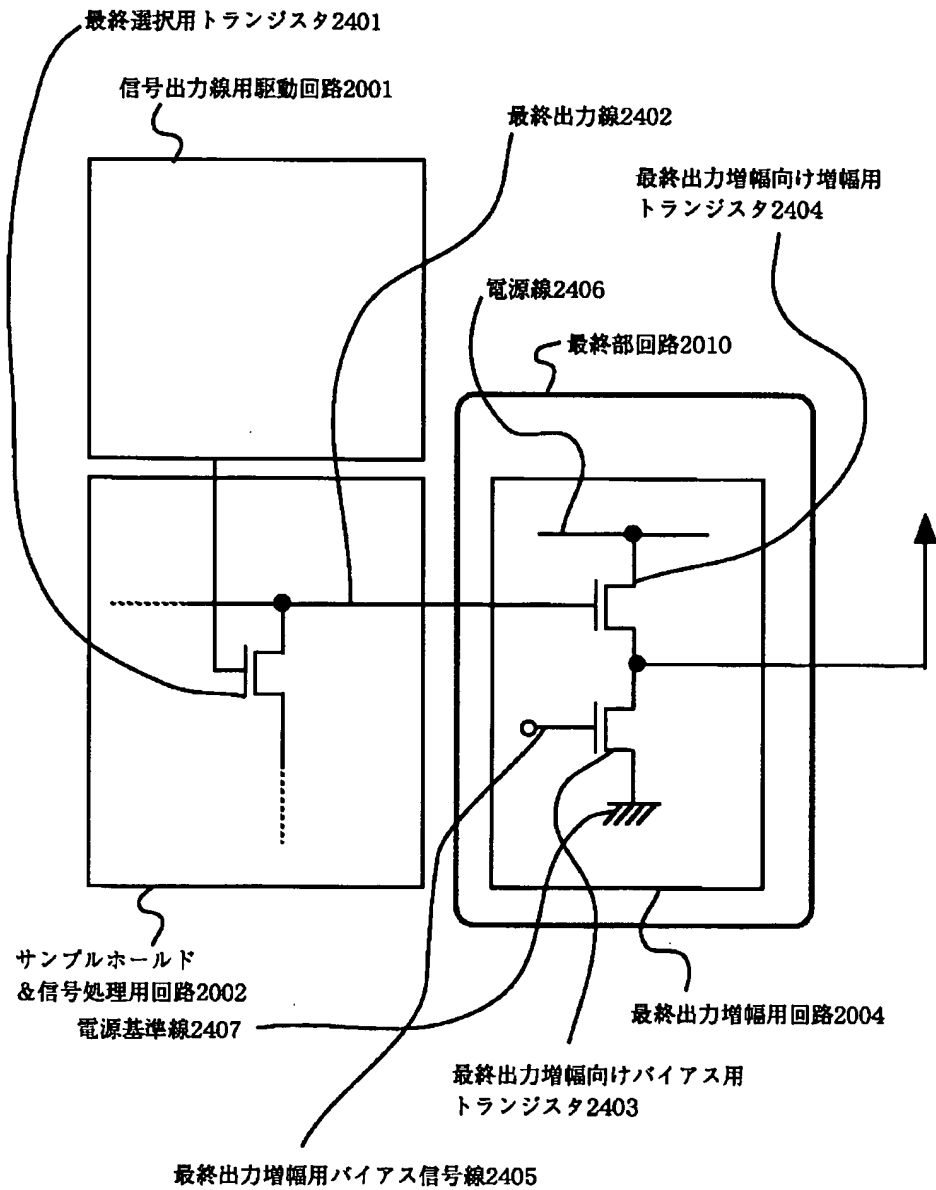 最終選択用トランジスタ2401
信号出力線用駆動回路2001
最終出力線2402
最終出力増幅向け増幅用
トランジスタ2404
電源線2406
最終部回路2010
サンプルホールド
&信号処理用回路2002
電源基準線2407
最終出力増幅用回路2004
最終出力増幅向けバイアス用
トランジスタ2403
最終出力増幅用バイアス信号線2405